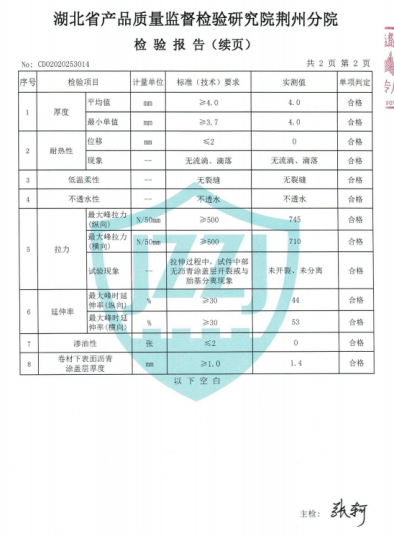 湖北省产品质量监督检验研究院荆州分院
检 验 报 告（续页）
No: CDO2020253014 共 2 页 第 2 页
序号 检验项目 计量单位 标准（技术）要求 实测值 单项判定
1 厚度 平均值 mm ≥4.0 4.0 合格
最小单值 mm ≥3.7 4.0 合格
2 耐热性 位移 mm ≤2 0 合格
现象 -- 无流淌、滴落 无流淌、滴落 合格
3 低温柔性 -- 无裂缝 无裂缝 合格
4 不透水性 -- 不透水 不透水 合格
5 拉力 最大峰拉力(纵向) N/50mm ≥500 745 合格
最大峰拉力(横向) N/50mm ≥500 710 合格
试验现象 -- 拉伸过程中，试件中部无沥青涂盖层开裂或与胎基分离现象 未开裂、未分离 合格
6 延伸率 最大峰时延伸率(纵向) % ≥30 44 合格
最大峰时延伸率(横向) % ≥30 53 合格
7 渗油性 张 ≤2 0 合格
8 卷材下表面沥青涂盖层厚度 mm ≥1.0 1.4 合格
以下空白
JZZJ
主检: 张轲